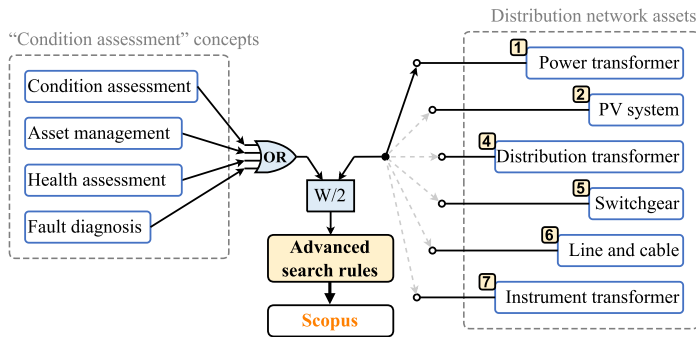 “Condition assessment” concepts
Condition assessment
Asset management
Health assessment
Fault diagnosis
OR
W/2
Advanced
search rules
Scopus
Distribution network assets
1
Power transformer
2
PV system
4
Distribution transformer
5
Switchgear
6
Line and cable
7
Instrument transformer